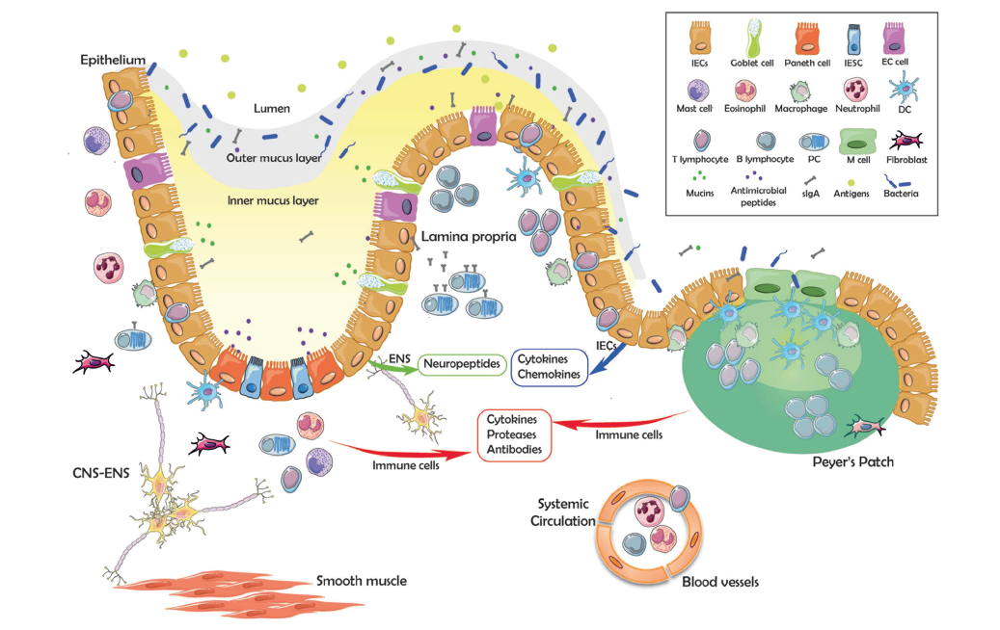 IECs
Goblet cell
Paneth cell
IESC
EC cell
Mast cell
Eosinophil
Macrophage
Neutrophil
DC
T lymphocyte
B lymphocyte
PC
M cell
Fibroblast
Mucins
Antimicrobial
peptides
sIgA
Antigens
Bacteria
Epithelium
Lumen
Outer mucus layer
Inner mucus layer
Lamina propria
IECs
ENS
Neuropeptides
Cytokines
Chemokines
Cytokines
Proteases
Antibodies
Immune cells
Immune cells
Peyer's Patch
CNS-ENS
Systemic
Circulation
Smooth muscle
Blood vessels